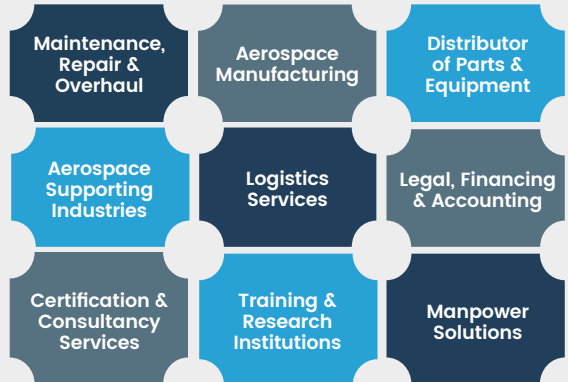 Maintenance,
Repair &
Overhaul
Aerospace
Manufacturing
Distributor
of Parts &
Equipment
Aerospace
Supporting
Industries
Logistics
Services
Legal, Financing
& Accounting
Certification &
Consultancy
Services
Training &
Research
Institutions
Manpower
Solutions